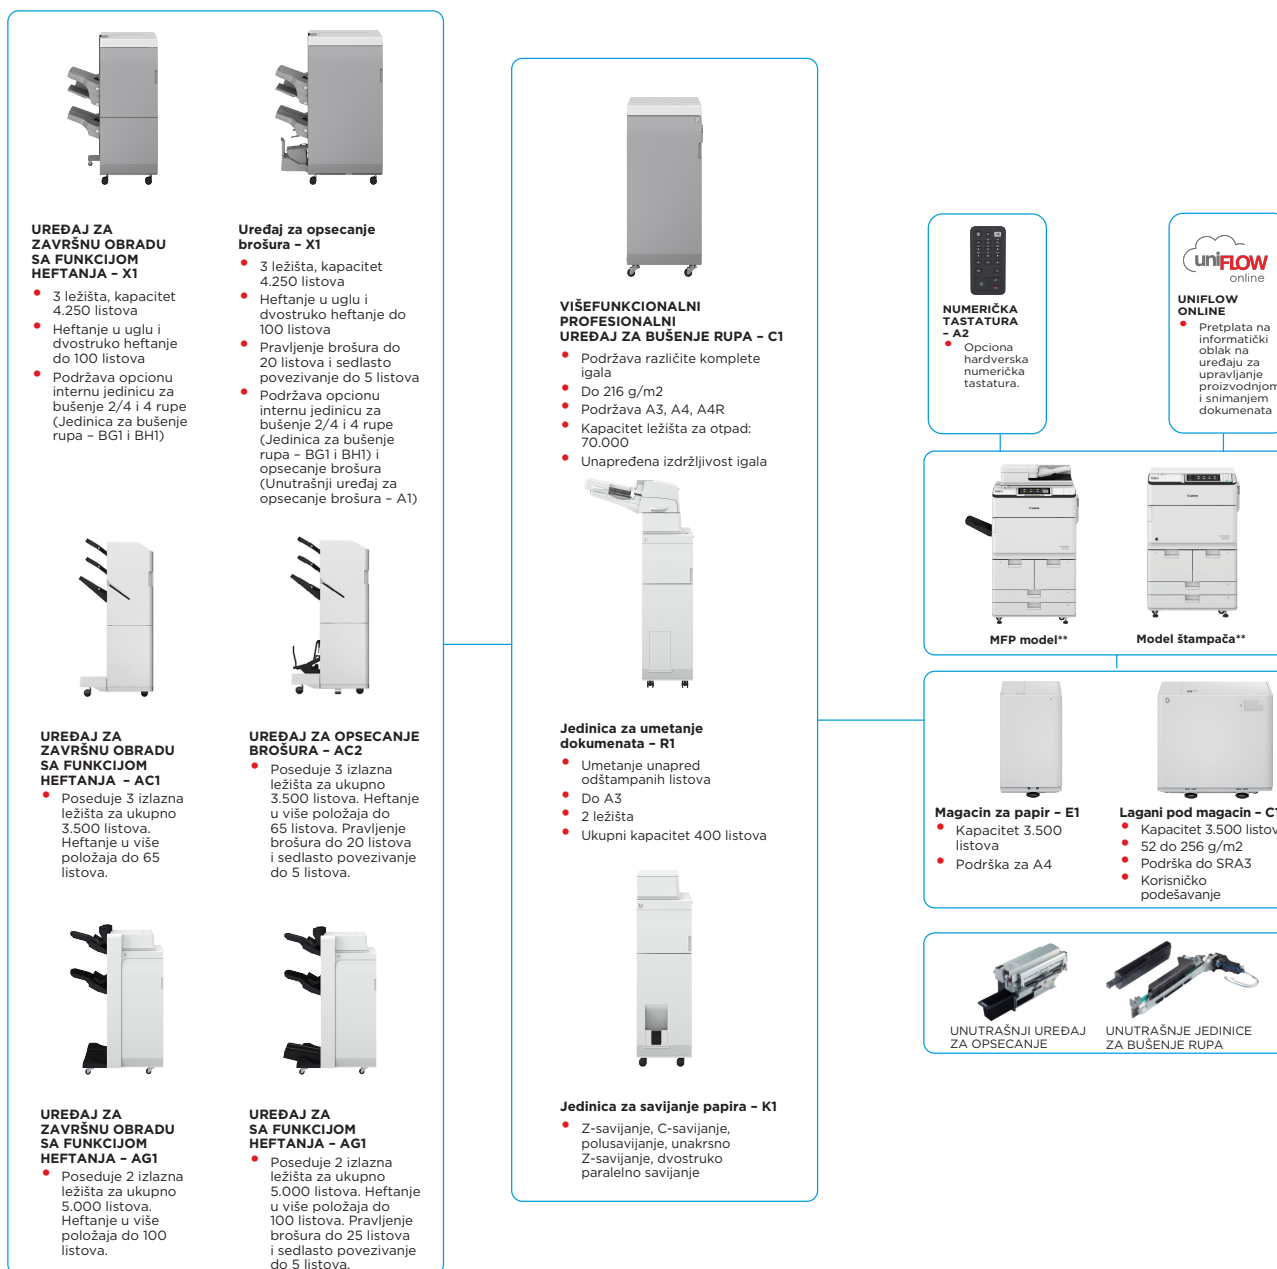 UREĐAJ ZA
ZAVRŠNU OBRADU
SA FUNKCIJOM
HEFTANJA – X1
3 ležišta, kapacitet
4.250 listova
Heftanje u uglu i
dvostruko heftanje
do 100 listova
Podržava opcionu
internu jedinicu za
bušenje 2/4 i 4 rupe
(Jedinica za bušenje
rupa – BG1 i BH1)
Uređaj za opsecanje
brošura – X1
3 ležišta, kapacitet
4.250 listova
Heftanje u uglu i
dvostruko heftanje do
100 listova
Pravljenje brošura do
20 listova i sedlasto
povezivanje do 5 listova
Podržava opcionu
internu jedinicu za
bušenje 2/4 i 4 rupe
(Jedinica za bušenje
rupa – BG1 i BH1) i
opsecanje brošura
(Unutrašnji uređaj za
opsecanje brošura – A1)
UREĐAJ ZA
ZAVRŠNU OBRADU
SA FUNKCIJOM
HEFTANJA – AC1
Poseduje 3 izlazna
ležišta za ukupno
3.500 listova.
Heftanje u više
položaja do 65
listova.
UREĐAJ ZA OPSECANJE
BROŠURA – AC2
Poseduje 3 izlazna
ležišta za ukupno
3.500 listova. Heftanje
u više položaja do
65 listova. Pravljenje
brošura do 20 listova
i sedlasto povezivanje
do 5 listova.
UREĐAJ ZA
ZAVRŠNU OBRADU
SA FUNKCIJOM
HEFTANJA – AG1
Poseduje 2 izlazna
ležišta za ukupno
5.000 listova.
Heftanje u više
položaja do 100
listova.
UREĐAJ ZA
SA FUNKCIJOM
HEFTANJA – AG1
Poseduje 2 izlazna
ležišta za ukupno
5.000 listova. Heftanje
u više položaja do
100 listova. Pravljenje
brošura do 25 listova
i sedlasto povezivanje
do 5 listova.
VIŠEFUNKCIONALNI
PROFESIONALNI
UREĐAJ ZA BUŠENJE RUPA – C1
Podržava različite komplete
igala
Do 216 g/m2
Podržava A3, A4, A4R
Kapacitet ležišta za otpad:
70.000
Unapređena izdržljivost igala
Jedinica za umetanje
dokumenata – R1
Umetanje unapred
odštampanih listova
Do A3
2 ležišta
Ukupni kapacitet 400 listova
Jedinica za savijanje papira – K1
Z-savijanje, C-savijanje,
polusavijanje, unakrsno
Z-savijanje, dvostruko
paralelno savijanje
NUMERIČKA
TASTATURA
– A2
Opciona
hardverska
numerička
tastatura.
uniFLOW
online
UNIFLOW
ONLINE
Pretplata na
informatički
oblak na
uređaju za
upravljanje
proizvodnjom
i snimanjem
dokumenata
Canon
Canon
MFP model**
Model štampača**
D
Magacin za papir – E1
Kapacitet 3.500
listova
Podrška za A4
Lagani pod magacin – C1
Kapacitet 3.500 listov
52 do 256 g/m2
Podrška do SRA3
Korisničko
podešavanje
UNUTRAŠNJI UREĐAJ
ZA OPSECANJE
UNUTRAŠNJE JEDINICE
ZA BUŠENJE RUPA